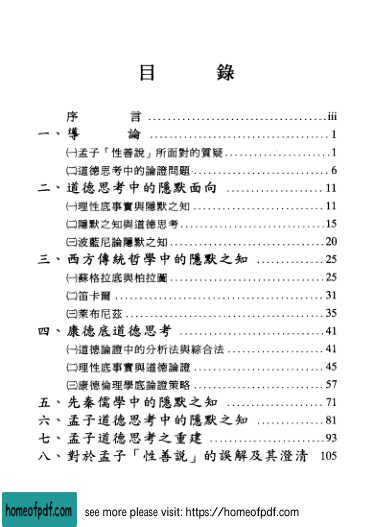 目 錄
序 言 ....................................iii
一、導 論 ....................................1
㈠孟子「性善說」所面對的質疑......................1
㈡道德思考中的論證問題............................6
二、道德思考中的隱默面向 ....................11
㈠理性底事實與隱默之知 ..........................11
㈡隱默之知與道德思考..............................15
㈢波藍尼論隱默之知 ................................20
三、西方傳統哲學中的隱默之知 ..............25
㈠蘇格拉底與柏拉圖 ................................25
㈡笛卡爾 ............................................31
㈢萊布尼茲 ..........................................35
四、康德底道德思考 ............................41
㈠道德論證中的分析法與綜合法 ....................41
㈡理性底事實與道德論證 ..........................45
㈢康德倫理學底論證策略 ..........................57
五、先秦儒學中的隱默之知 ....................71
六、孟子道德思考中的隱默之知 ..............81
七、孟子道德思考之重建 ......................93
八、對於孟子「性善說」的誤解及其澄清 105
homeofpdf.com see more please visit: https://homeofpdf.com